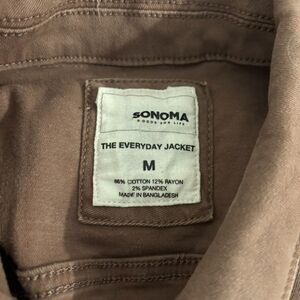 SONOMA
GOODS FOR LIFE
THE EVERYDAY JACKET
M
86% COTTON 12% RAYON
2% SPANDEX
MADE IN BANGLADESH